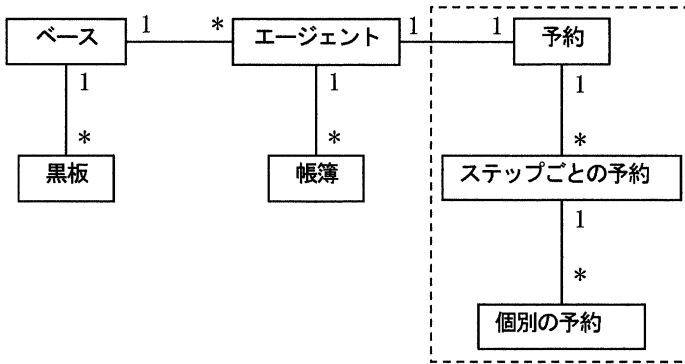 ベース 1 * エージェント 1 1 予約
1 1 1
* * *
黒板 帳簿 ステップごとの予約
1
*
個別の予約